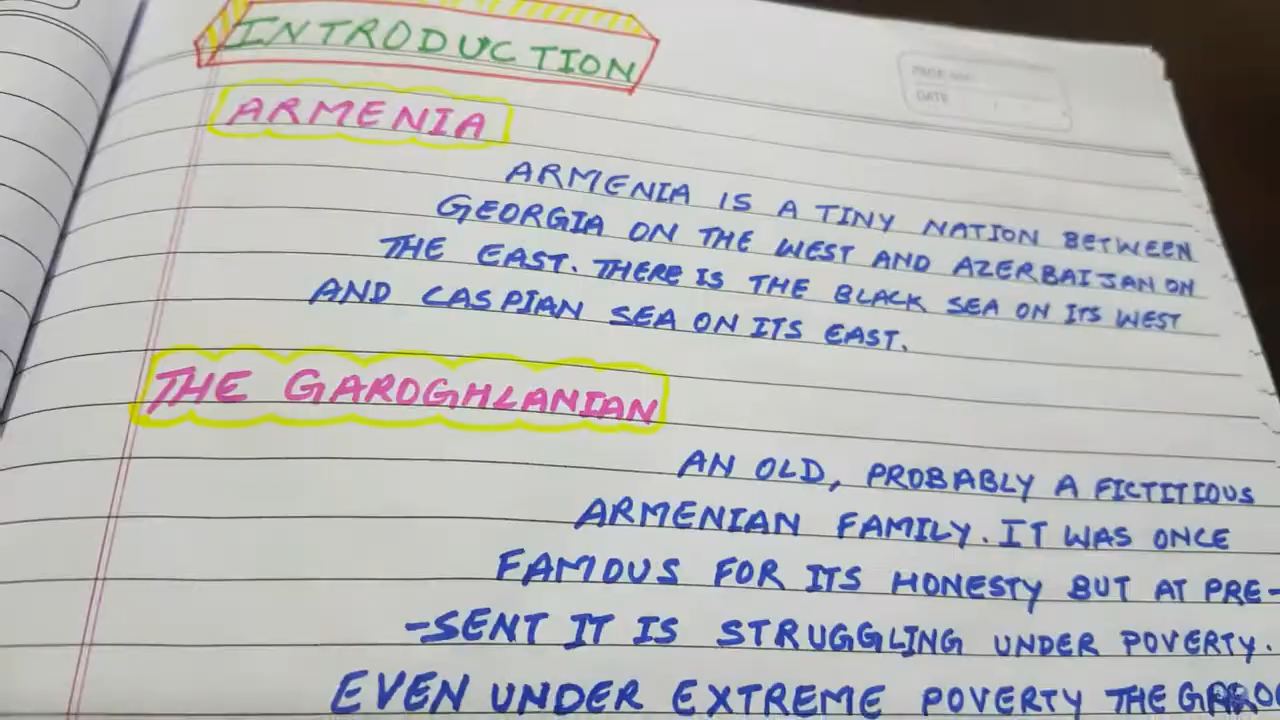 INTRODUCTION
PAGE NO.
DATE
ARMENIA
ARMENIA IS A TINY NATION BETWEEN
GEORGIA ON THE WEST AND AZERBAIJAN ON
THE EAST. THERE IS THE BLACK SEA ON ITS WEST
AND CASPIAN SEA ON ITS EAST.
THE GAROGHLANIAN
AN OLD, PROBABLY A FICTITIOUS
ARMENIAN FAMILY. IT WAS ONCE
FAMOUS FOR ITS HONESTY BUT AT PRE-
-SENT IT IS STRUGGLING UNDER POVERTY.
EVEN UNDER EXTREME POVERTY THE